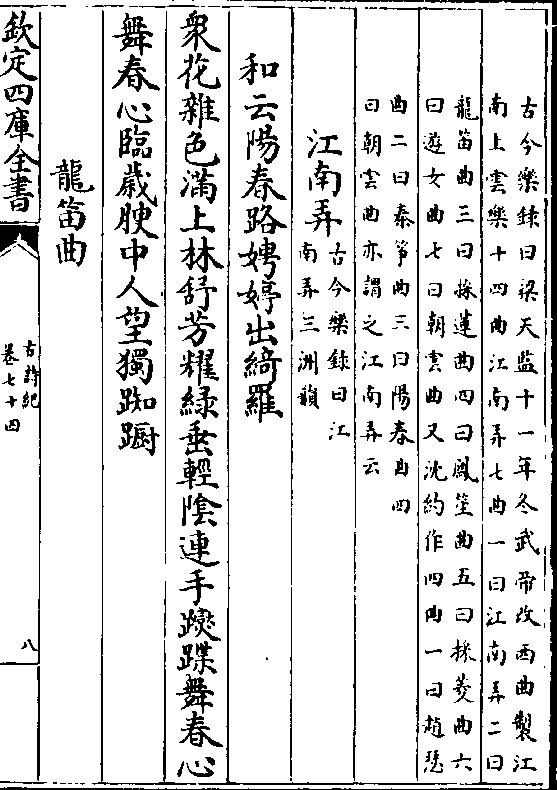 古今樂錄曰梁天監十一年冬武帝改西曲製江
南上雲樂十四曲江南弄七曲一曰江南弄二曰
龍笛曲三曰採蓮曲四曰鳳笙曲五曰採菱曲六
曰遊女曲七曰朝雲曲又沈約作四曲一曰趙瑟
曲二曰秦箏曲三曰陽春曲四
曰朝雲曲亦謂之江南弄云
江南弄
古今樂錄曰江
南弄三洲韻
和云陽春路娉婷出綺羅
衆花雜色滿上林舒芳耀綠垂輕陰連手蹀躞舞春心
舞春心臨歲腴中人望獨踟蹰
龍笛曲
欽定四庫全書
古詩紀
卷七十四
八